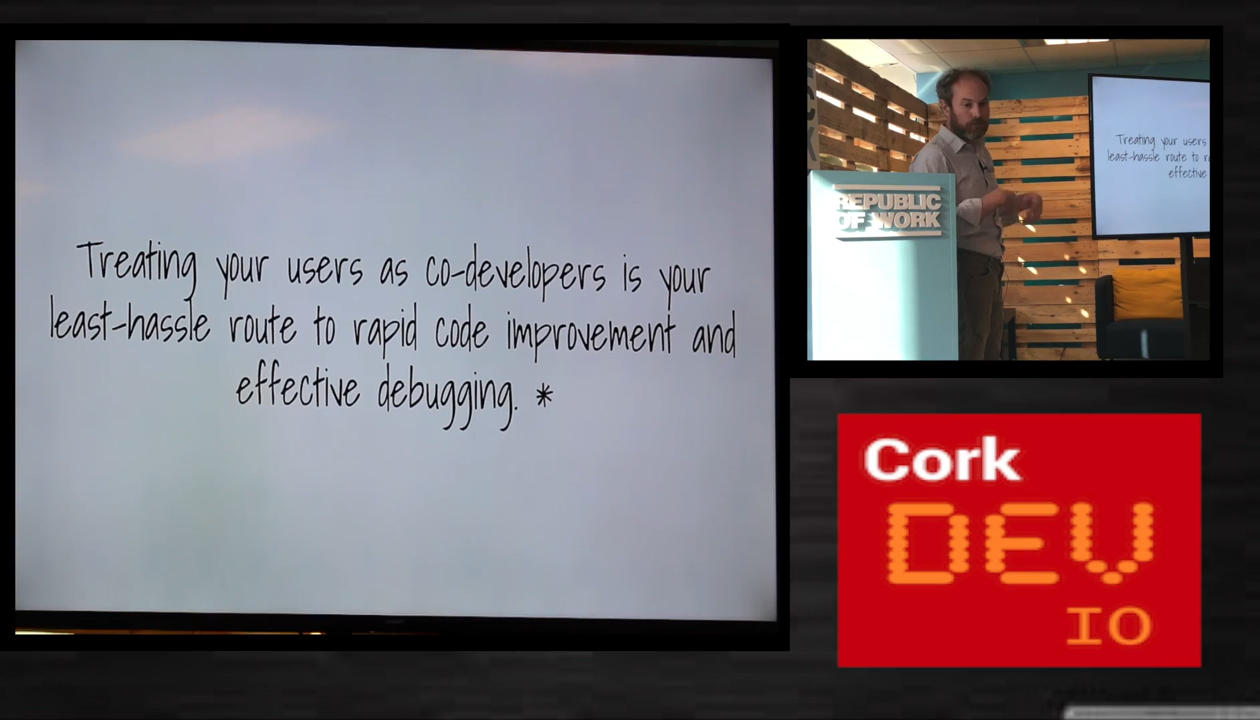 Treating your users as co-developers is your
least-hassle route to rapid code improvement and
effective debugging. *
REPUBLIC
OF WORK
Treating your users
least-hassle route to
effective
Cork
DEV
IO